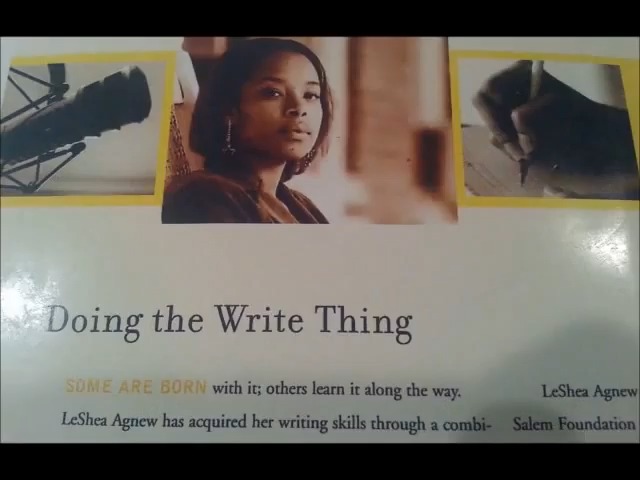 Doing the Write Thing
SOME ARE BORN with it; others learn it along the way.
LeShea Agnew has acquired her writing skills through a combi-
LeShea Agnew
Salem Foundation